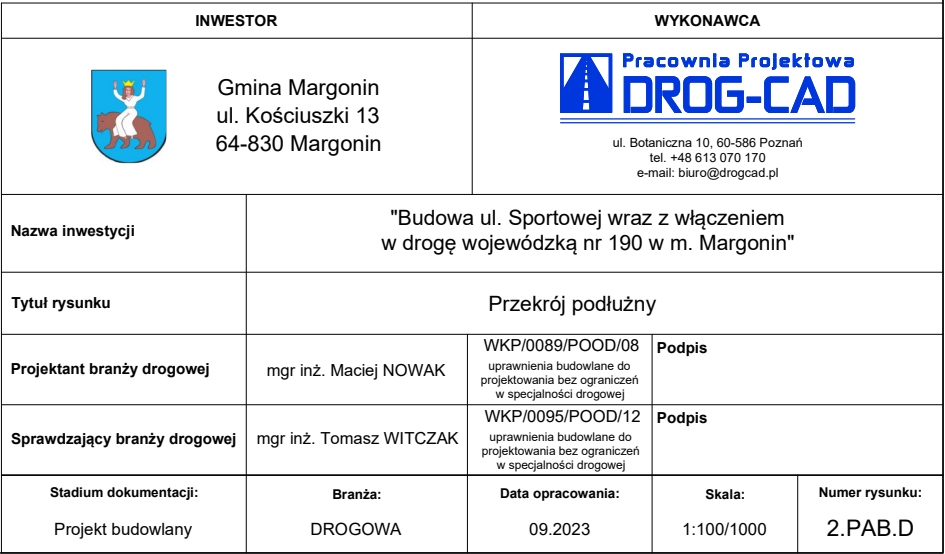 INWESTOR
WYKONAWCA
Gmina Margonin
ul. Kościuszki 13
64-830 Margonin
Pracownia Projektowa
DROG-CAD
ul. Botaniczna 10, 60-586 Poznań
tel. +48 613 070 170
e-mail: biuro@drogcad.pl
Nazwa inwestycji
"Budowa ul. Sportowej wraz z włączeniem
w drogę wojewódzką nr 190 w m. Margonin"
Tytuł rysunku
Przekrój podłużny
Projektant branży drogowej
mgr inż. Maciej NOWAK
WKP/0089/POOD/08
uprawnienia budowlane do
projektowania bez ograniczeń
w specjalności drogowej
Podpis
Sprawdzający branży drogowej
mgr inż. Tomasz WITCZAK
WKP/0095/POOD/12
uprawnienia budowlane do
projektowania bez ograniczeń
w specjalności drogowej
Podpis
Stadium dokumentacji:
Projekt budowlany
Branża:
DROGOWA
Data opracowania:
09.2023
Skala:
1:100/1000
Numer rysunku:
2.PAB.D